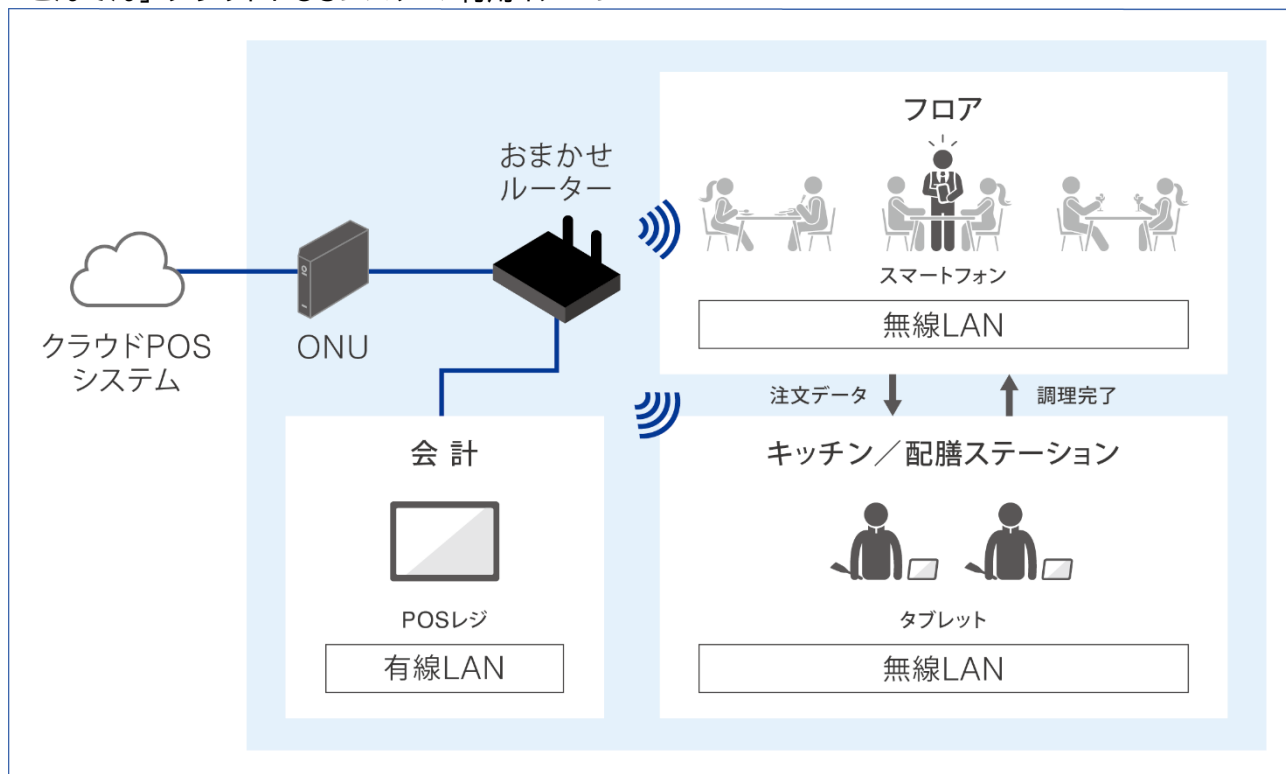 フロア
おまかせ
ルーター
スマートフォン
無線LAN
クラウドPOS
システム
ONU
注文データ
調理完了
会計
キッチン／配膳ステーション
POSレジ
有線LAN
タブレット
無線LAN